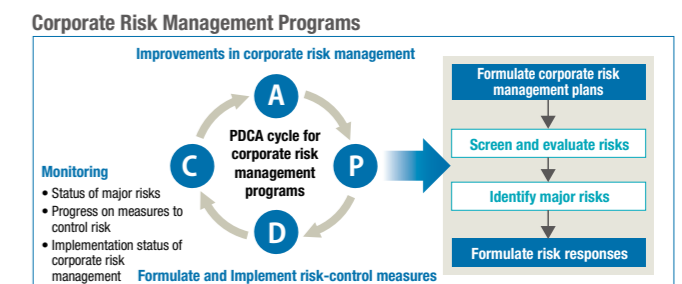 Corporate Risk Management Programs
Improvements in corporate risk management
A
PDCA cycle for
corporate risk
management
programs
C
P
D
Monitoring
• Status of major risks
• Progress on measures to
control risk
• Implementation status of
corporate risk
management
Formulate and Implement risk-control measures
Formulate corporate risk
management plans
Screen and evaluate risks
Identify major risks
Formulate risk responses